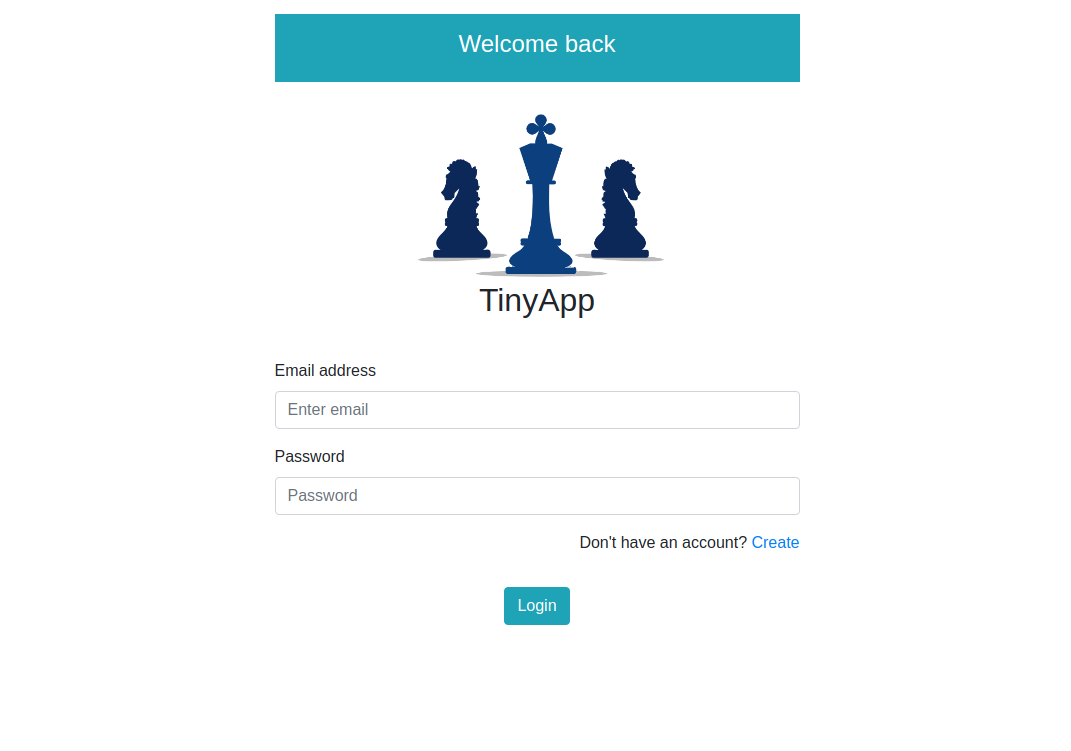 Welcome back
TinyApp
Email address
Enter email
Password
Password
Don't have an account? Create
Login